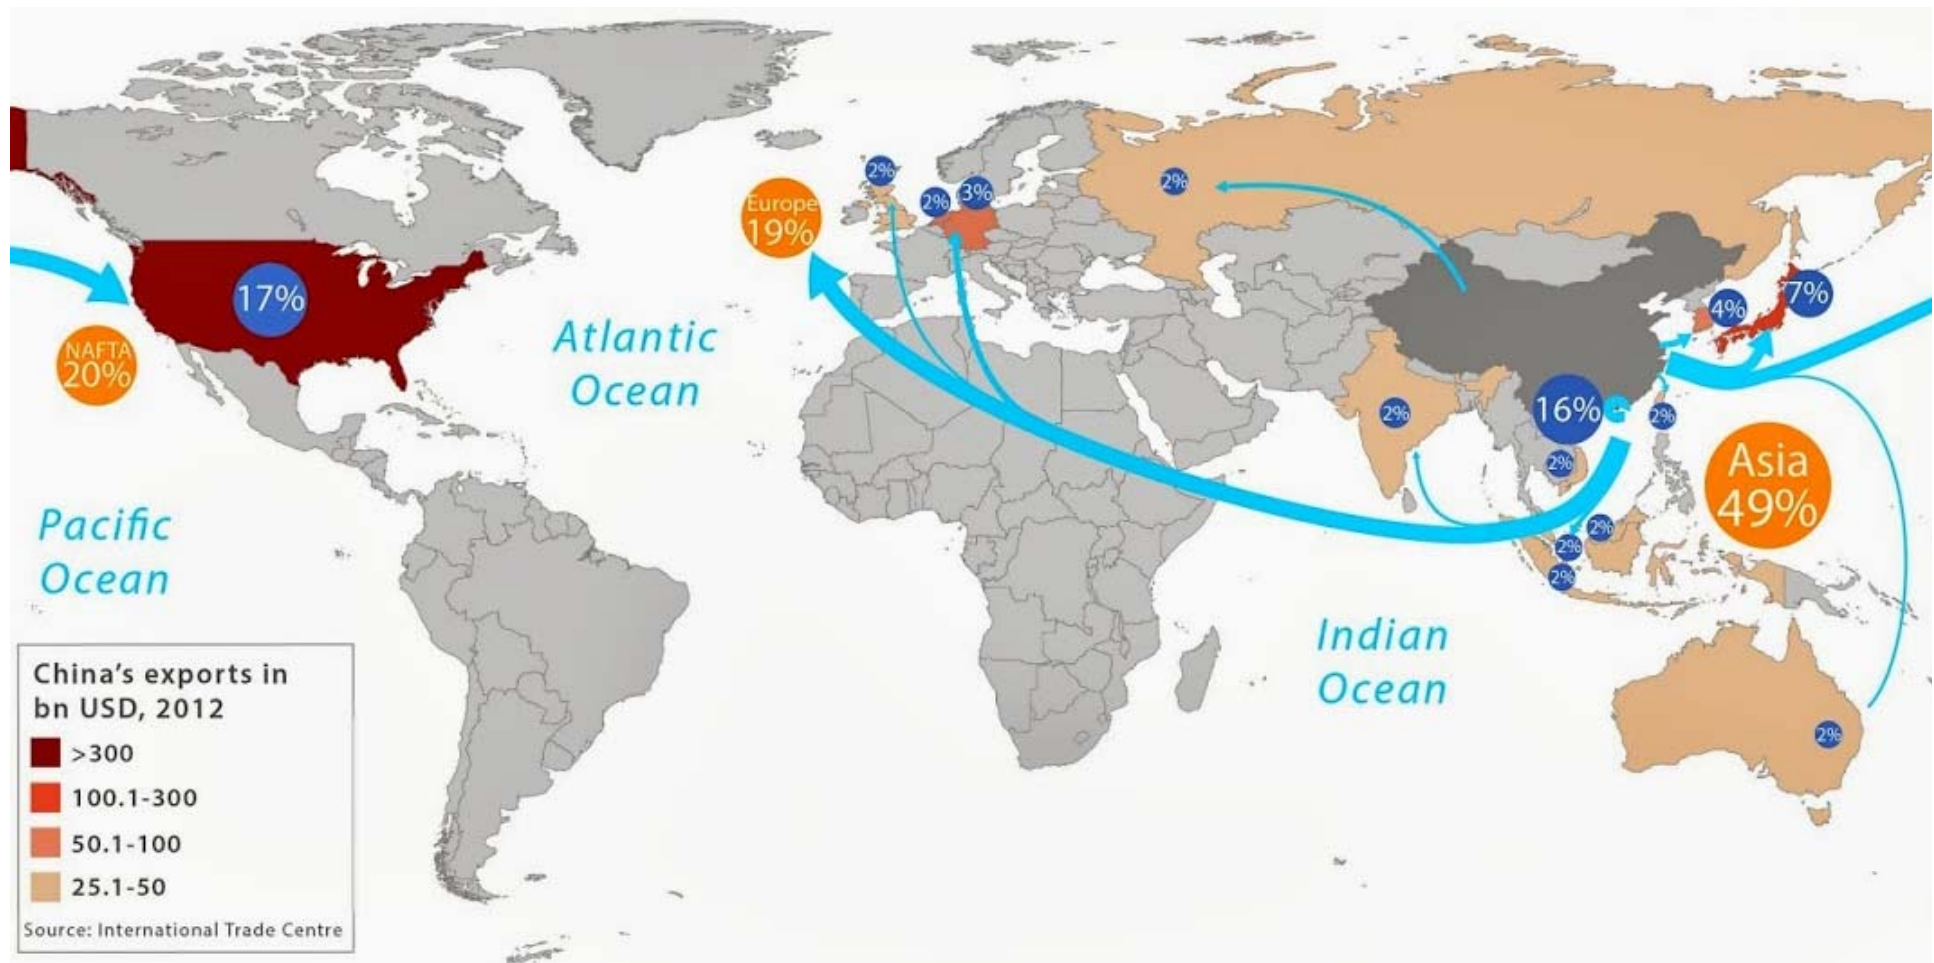 2%
2%
3%
2%
Europe
19%
17%
4%
7%
NAFTA
20%
Atlantic
Ocean
2%
16%
2%
2%
Asia
49%
Pacific
Ocean
2%
2%
2%
Indian
Ocean
2%
China's exports in
bn USD, 2012
>300
100.1-300
50.1-100
25.1-50
Source: International Trade Centre